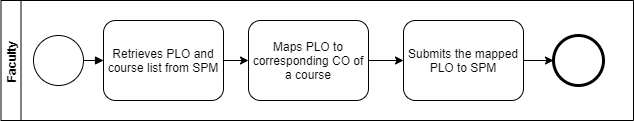 Faculty
Retrieves PLO and
course list from SPM
Maps PLO to
corresponding CO of
a course
Submits the mapped
PLO to SPM